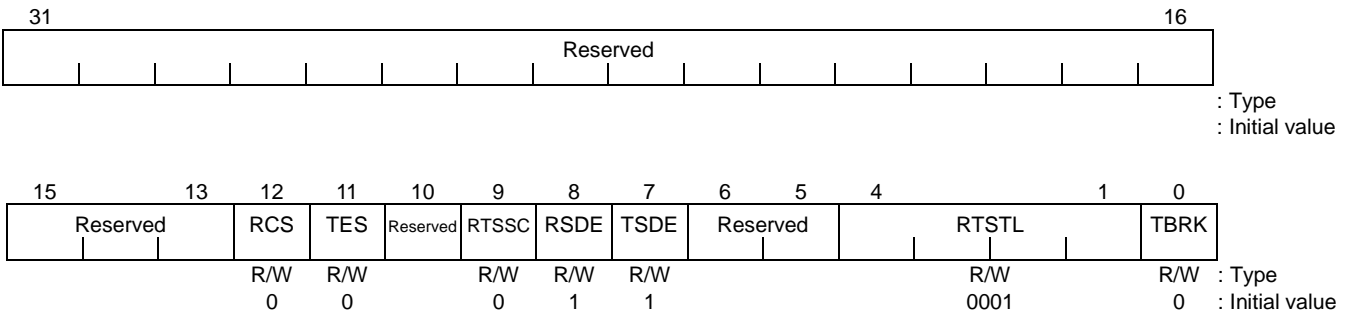 31 16
Reserved
: Type
: Initial value
15 13 12 11 10 9 8 7 6 5 4 1 0
Reserved RCS TES Reserved RTSSC RSDE TSDE Reserved RTSTL TBRK
R/W R/W R/W R/W R/W R/W R/W : Type
0 0 0 1 1 0001 0 : Initial value